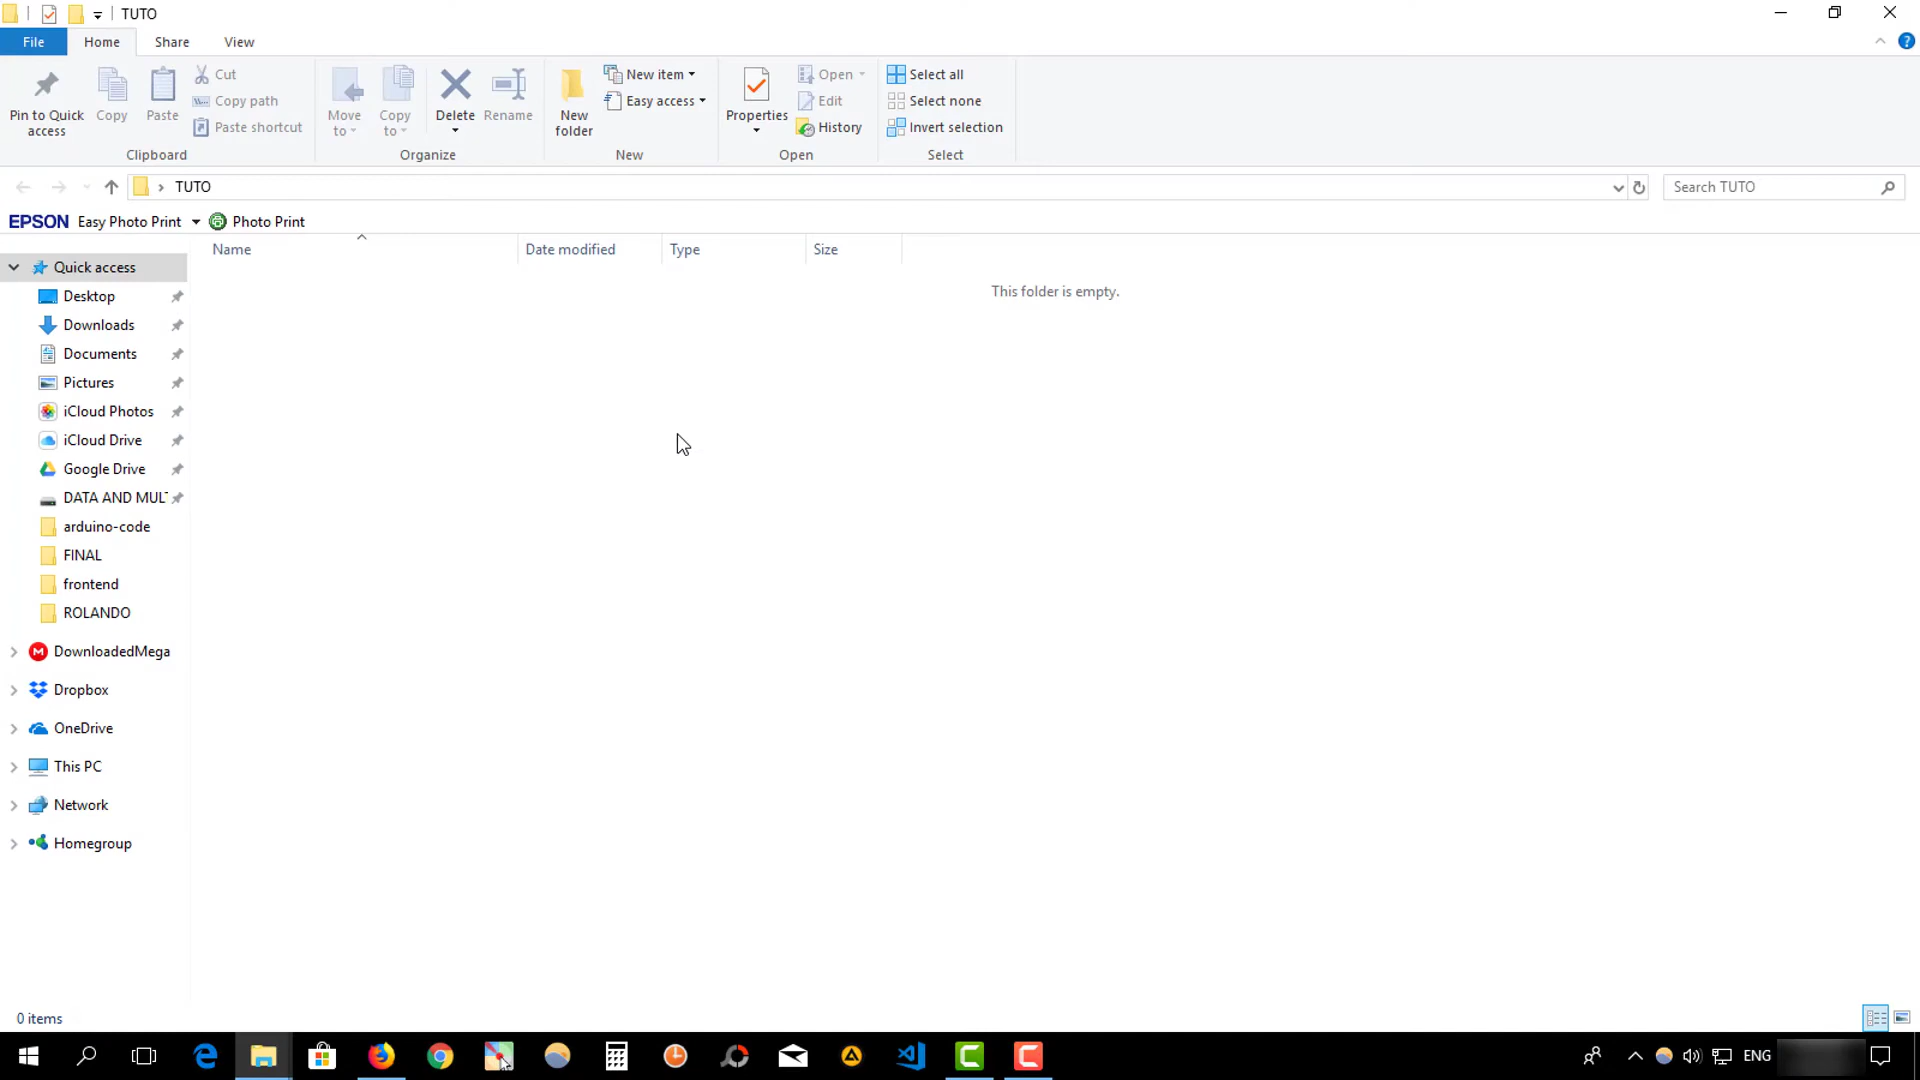 TUTO
File Home Share View
Pin to Quick access
Copy
Paste
Cut
Copy path
Paste shortcut
Clipboard
Move to
Copy to
Delete
Rename
Organize
New folder
New item
Easy access
New
Properties
Open
Edit
History
Open
Select all
Select none
Invert selection
Select
TUTO
Search TUTO
EPSON Easy Photo Print Photo Print
Name Date modified Type Size
This folder is empty.
Quick access
Desktop
Downloads
Documents
Pictures
iCloud Photos
iCloud Drive
Google Drive
DATA AND MUL
arduino-code
FINAL
frontend
ROLANDO
DownloadedMega
Dropbox
OneDrive
This PC
Network
Homegroup
0 items
ENG